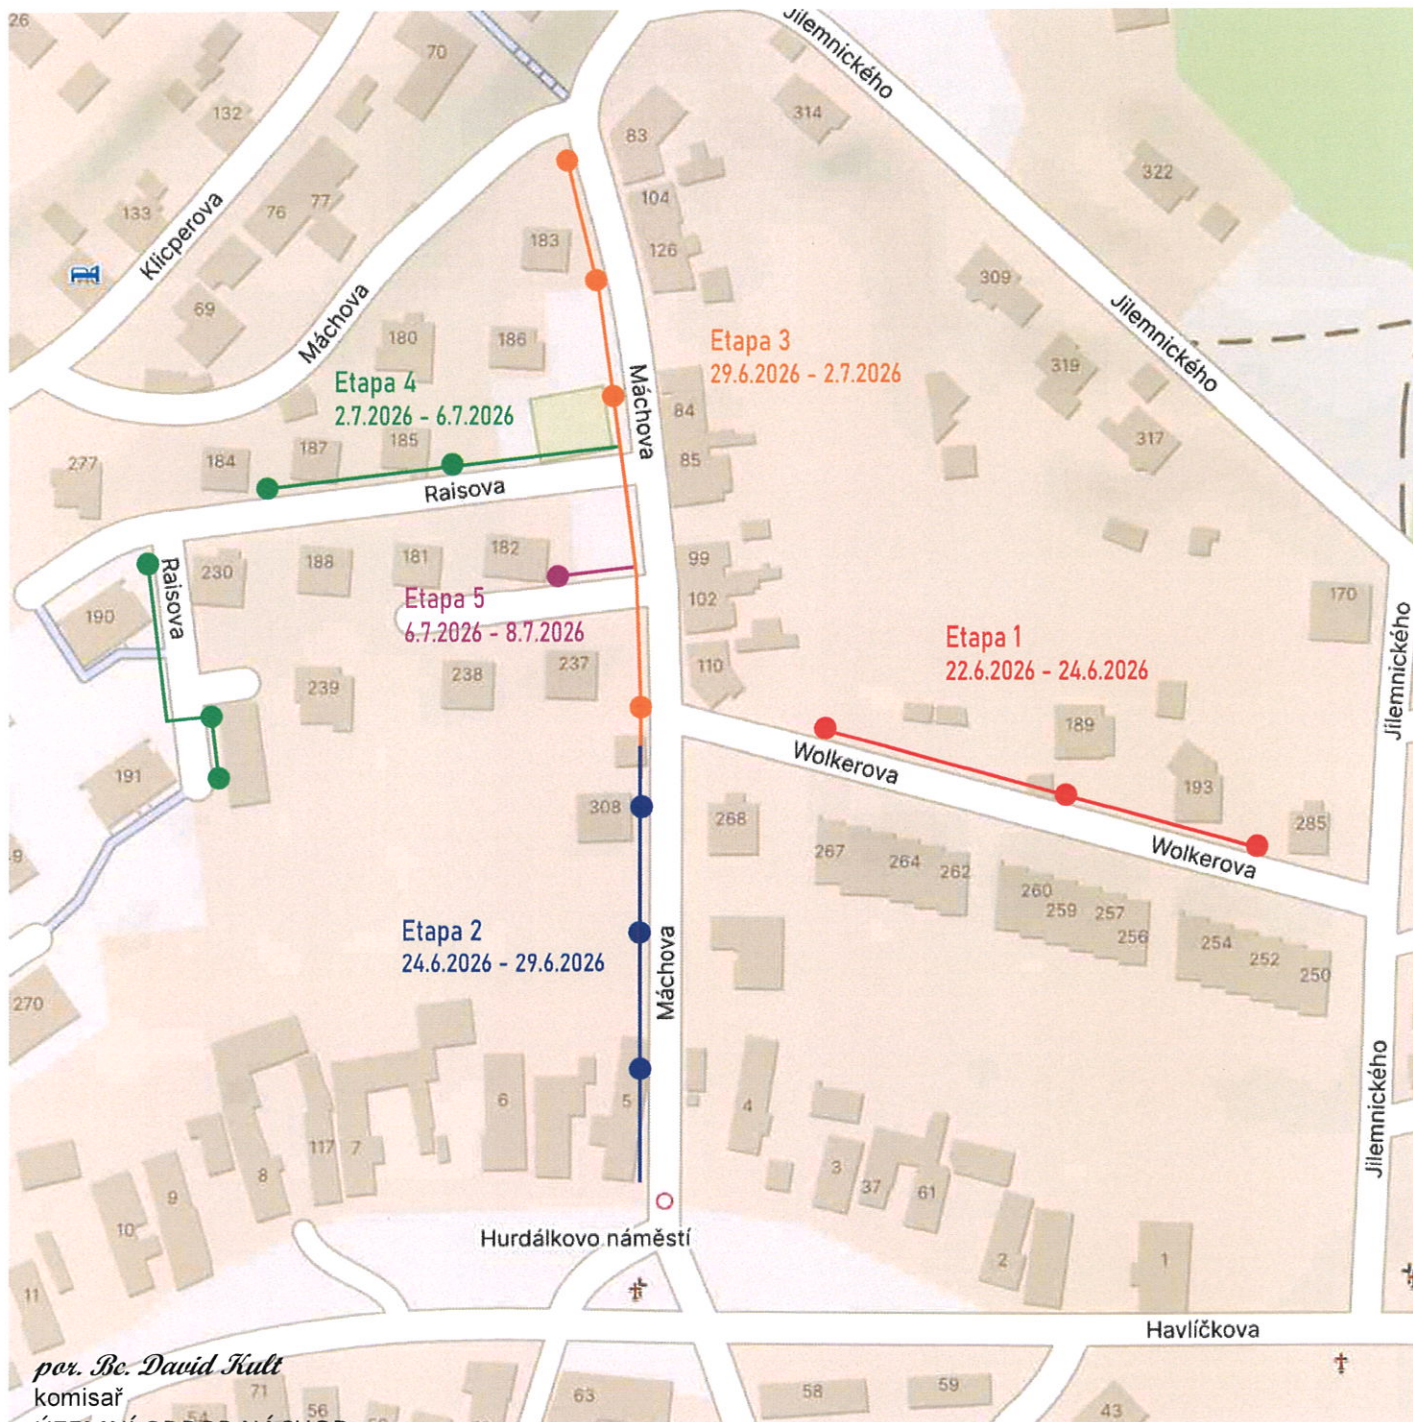 26
70
Jilemnického
132
83
314
133
76
77
104
322
Klicperova
183
126
309
69
Máchova
180
186
Etapa 3
29.6.2026 - 2.7.2026
Jilemnického
319
Etapa 4
2.7.2026 - 6.7.2026
Máchova
84
317
277
184
187
185
85
Raisova
230
188
181
182
99
Raisova
190
Etapa 5
6.7.2026 - 8.7.2026
102
170
Etapa 1
22.6.2026 - 24.6.2026
110
239
238
237
Jilemnického
189
Wolkerova
191
308
268
193
285
267
264
262
Wolkerova
260
259
257
256
254
252
250
Etapa 2
24.6.2026 - 29.6.2026
Máchova
270
Jilemnického
6
5
4
117
7
8
9
10
3
37
61
Hurdálkovo náměstí
2
1
11
Havlíčkova
por. Bc. David Kult
komisař
71
56
63
58
59
43